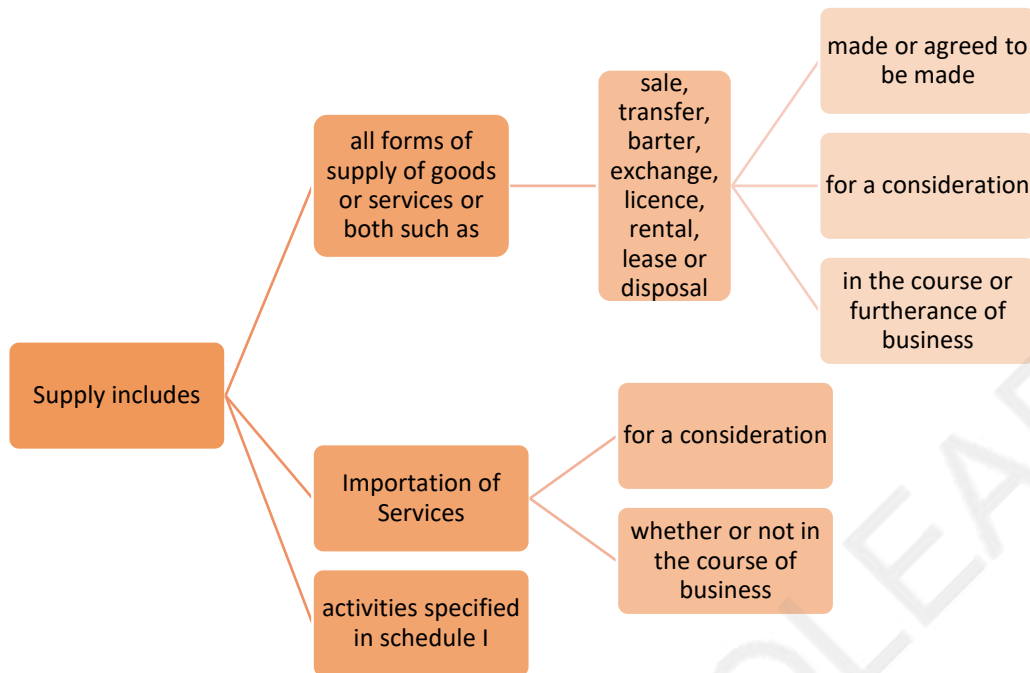 Supply includes
all forms of
supply of goods
or services or
both such as
sale,
transfer,
barter,
exchange,
licence,
rental,
lease or
disposal
made or agreed to
be made
for a consideration
in the course or
furtherance of
business
Importation of
Services
for a consideration
whether or not in
the course of
business
activities specified
in schedule I